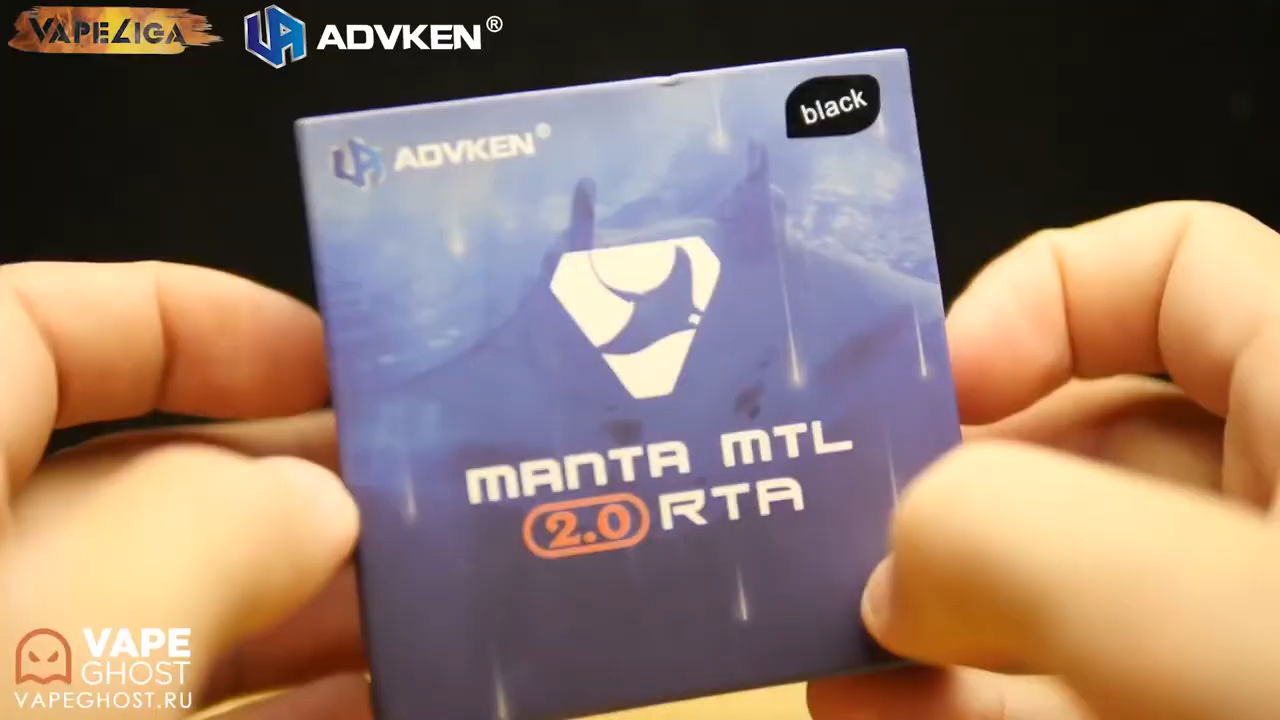 VAPELIGA
ADVKEN®
black
ADVKEN®
MANTA MTL
2.0 RTA
VAPE
GHOST
VAPEGHOST.RU